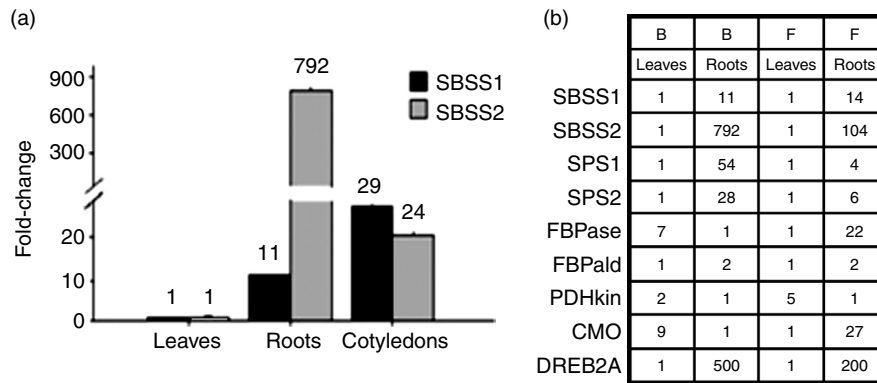 (a)
900
600
300
20
10
0
Fold-change
792
SBSS1
SBSS2
29
24
11
1 1
Leaves Roots Cotyledons
(b)
B B F F
Leaves Roots Leaves Roots
SBSS1 1 11 1 14
SBSS2 1 792 1 104
SPS1 1 54 1 4
SPS2 1 28 1 6
FBPase 7 1 1 22
FBPald 1 2 1 2
PDHkin 2 1 5 1
CMO 9 1 1 27
DREB2A 1 500 1 200